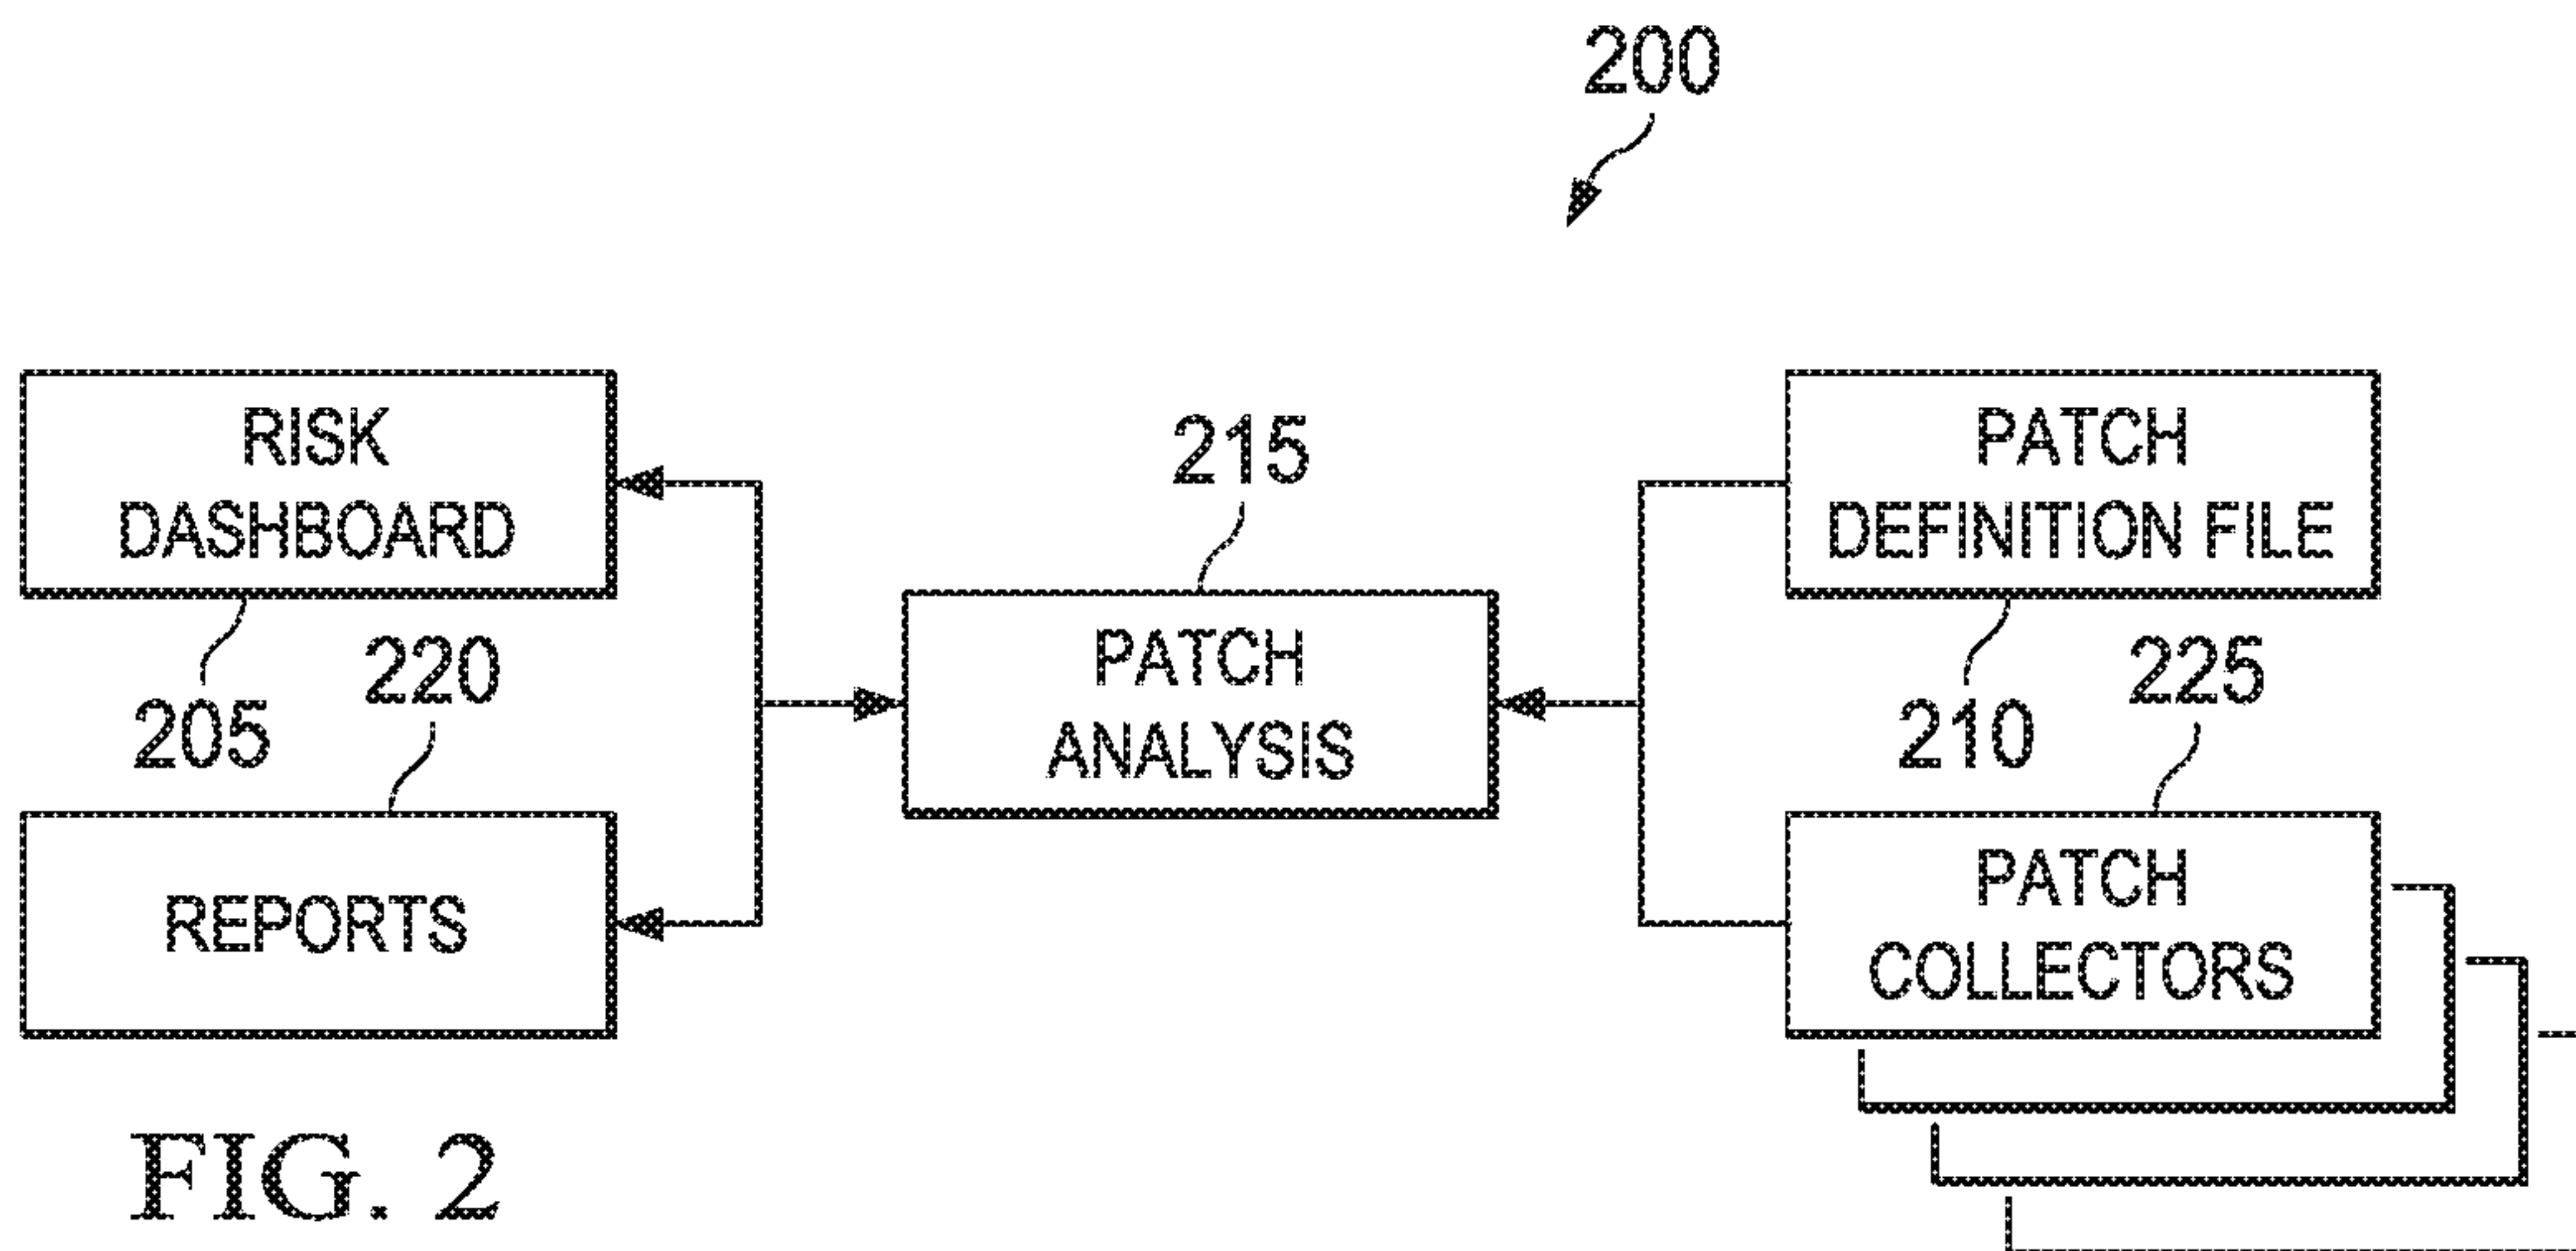 200
RISK
DASHBOARD
205
220
REPORTS
215
PATCH
ANALYSIS
PATCH
DEFINITION FILE
210
225
PATCH
COLLECTORS
FIG. 2